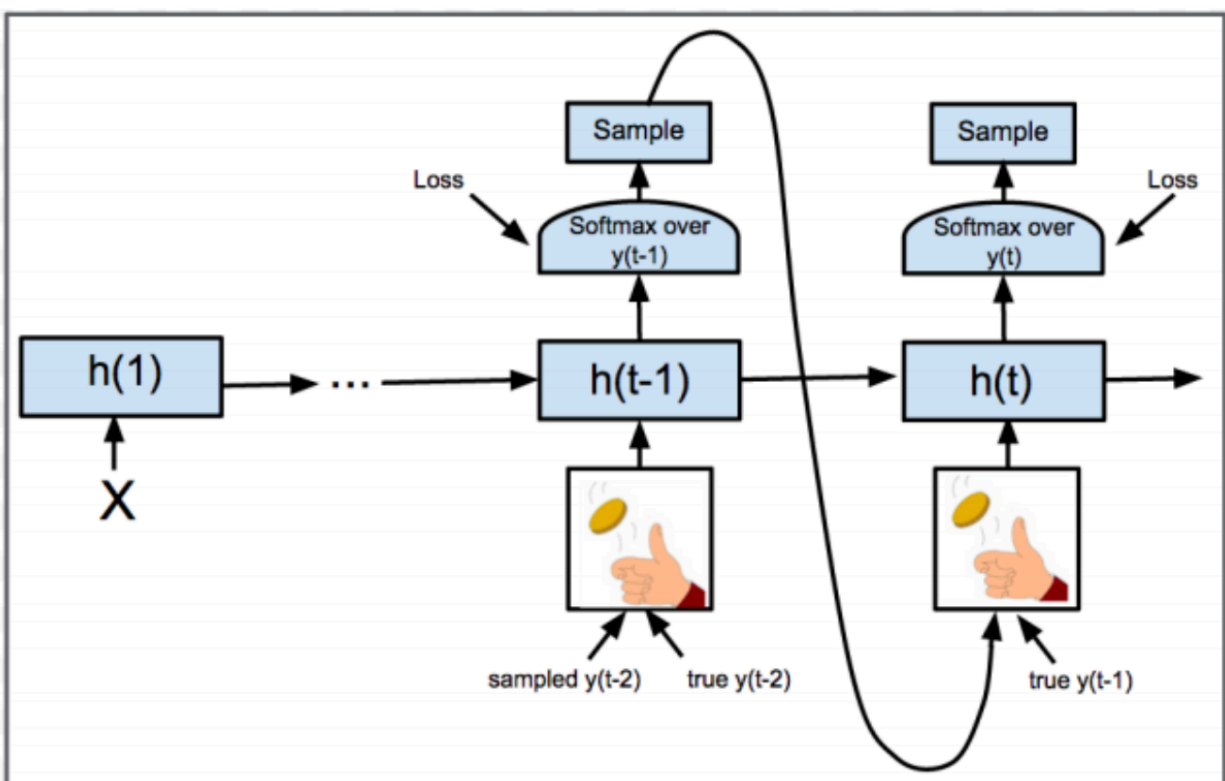 Sample
Sample
Loss
Loss
Softmax over
y(t-1)
Softmax over
y(t)
h(1)
...
h(t-1)
h(t)
X
sampled y(t-2)
true y(t-2)
true y(t-1)